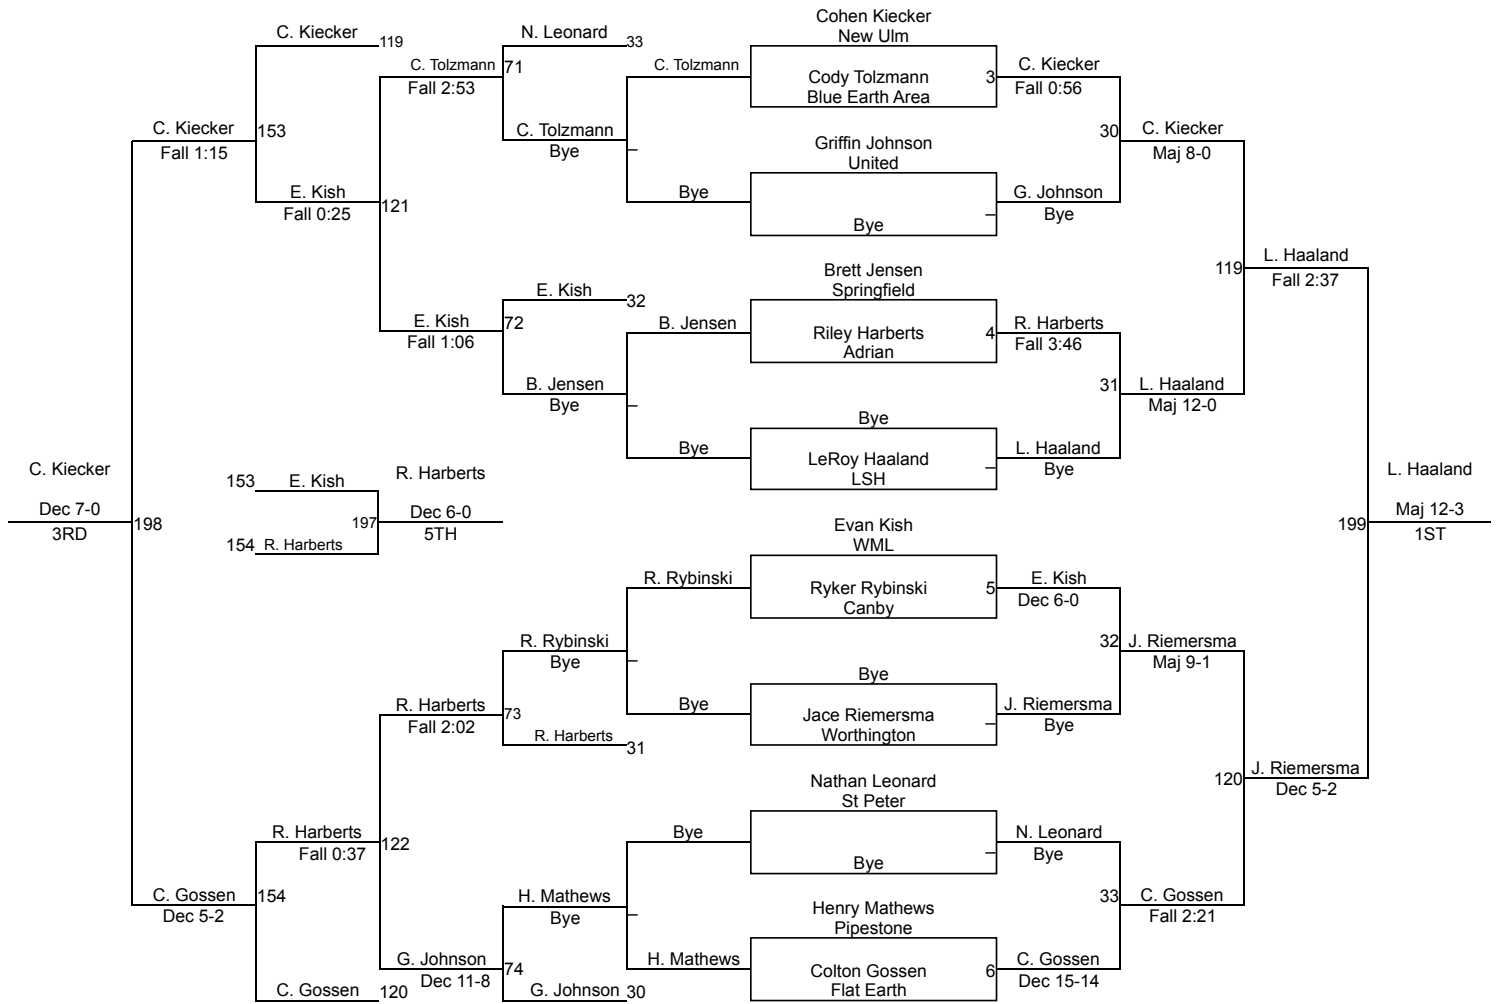 Cohen Kiecker
New Ulm
C. Kiecker
119
N. Leonard
33
C. Tolzmann
71
Fall 2:53
C. Tolzmann
Cody Tolzmann
Blue Earth Area
3
C. Kiecker
Fall 0:56
C. Kiecker
153
Fall 1:15
C. Tolzmann
Bye
–
Griffin Johnson
United
30
C. Kiecker
Maj 8-0
E. Kish
Fall 0:25
121
Bye
Bye
G. Johnson
–
Bye
119
L. Haaland
Fall 2:37
Brett Jensen
Springfield
E. Kish
32
E. Kish
72
Fall 1:06
B. Jensen
Riley Harberts
Adrian
4
R. Harberts
Fall 3:46
B. Jensen
Bye
–
31
L. Haaland
Maj 12-0
Bye
Bye
LeRoy Haaland
LSH
L. Haaland
–
Bye
C. Kiecker
Dec 7-0
3RD
198
153
E. Kish
154
R. Harberts
197
R. Harberts
Dec 6-0
5TH
199
L. Haaland
Maj 12-3
1ST
Evan Kish
WML
R. Rybinski
Ryker Rybinski
Canby
5
E. Kish
Dec 6-0
R. Rybinski
Bye
–
32
J. Riemersma
Maj 9-1
Bye
R. Harberts
73
Fall 2:02
Bye
Jace Riemersma
Worthington
J. Riemersma
–
Bye
R. Harberts
31
120
J. Riemersma
Dec 5-2
Nathan Leonard
St Peter
R. Harberts
Fall 0:37
122
Bye
Bye
N. Leonard
–
Bye
C. Gossen
154
Dec 5-2
H. Mathews
Bye
–
Henry Mathews
Pipestone
33
C. Gossen
Fall 2:21
G. Johnson
74
Dec 11-8
H. Mathews
Colton Gossen
Flat Earth
6
C. Gossen
Dec 15-14
C. Gossen
120
G. Johnson
30